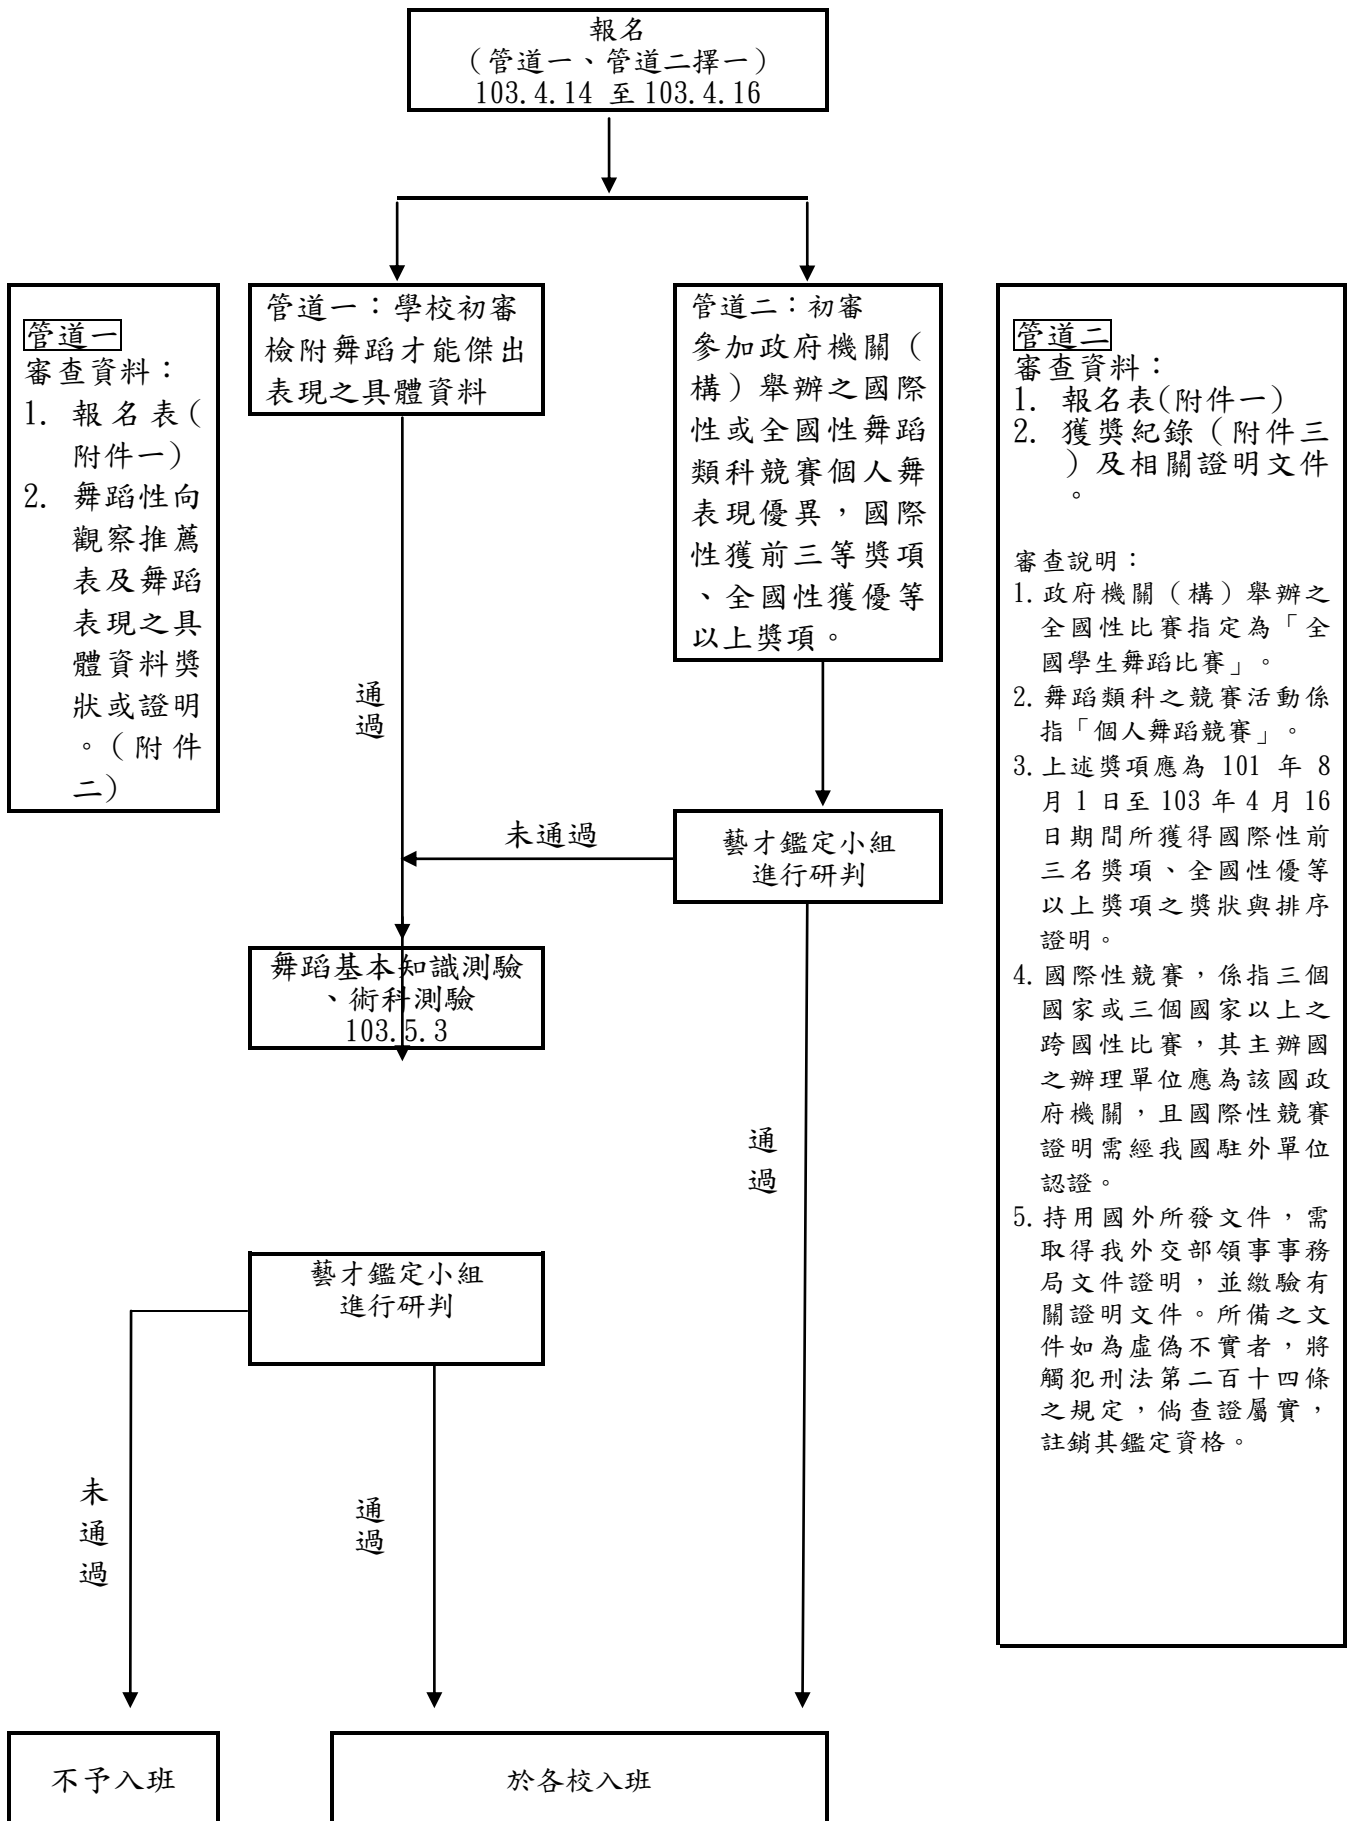 報名
（管道一、管道二擇一）
103.4.14 至 103.4.16
管道一
審查資料：
1. 報名表（
附件一）
2. 舞蹈性向
觀察推薦
表及舞蹈
表現之具
體資料獎
狀或證明
。（附件
二）
管道一：學校初審
檢附舞蹈才能傑出
表現之具體資料
管道二：初審
參加政府機關（
構）舉辦之國際
性或全國性舞蹈
類科競賽個人舞
表現優異，國際
性獲前三等獎項
、全國性獲優等
以上獎項。
管道二
審查資料：
1. 報名表(附件一)
2. 獲獎紀錄（附件三
）及相關證明文件
。
審查說明：
1.政府機關（構）舉辦之
全國性比賽指定為「全
國學生舞蹈比賽」。
2.舞蹈類科之競賽活動係
指「個人舞蹈競賽」。
3.上述獎項應為 101 年 8
月 1 日至 103 年 4 月 16
日期間所獲得國際性前
三名獎項、全國性優等
以上獎項之獎狀與排序
證明。
4.國際性競賽，係指三個
國家或三個國家以上之
跨國性比賽，其主辦國
之辦理單位應為該國政
府機關，且國際性競賽
證明需經我國駐外單位
認證。
5.持用國外所發文件，需
取得我外交部領事事務
局文件證明，並繳驗有
關證明文件。所備之文
件如為虛偽不實者，將
觸犯刑法第二百十四條
之規定，倘查證屬實，
註銷其鑑定資格。
通
過
未通過
藝才鑑定小組
進行研判
舞蹈基本知識測驗
、術科測驗
103.5.3
通
過
藝才鑑定小組
進行研判
未
通
過
通
過
不予入班
於各校入班